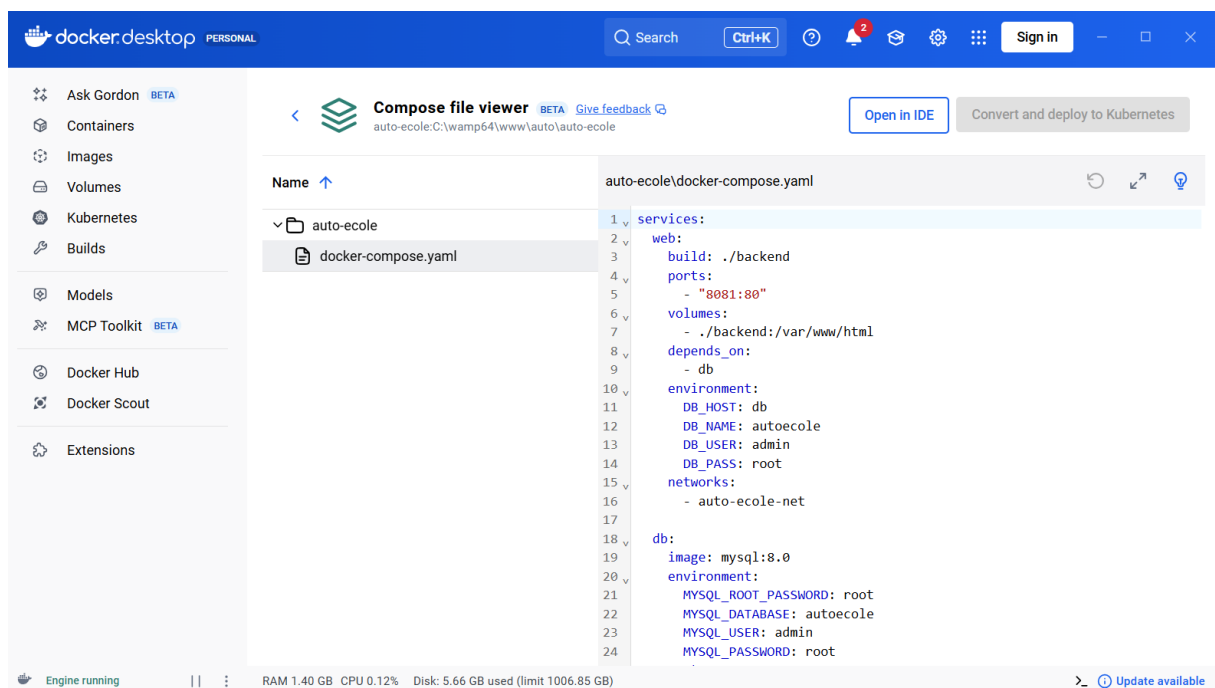 docker.desktop PERSONAL
Search Ctrl+K
2
Sign in
Ask Gordon BETA
Containers
Images
Volumes
Kubernetes
Builds
Models
MCP Toolkit BETA
Docker Hub
Docker Scout
Extensions
Compose file viewer BETA Give feedback
auto-ecole:C:\wamp64\www\auto\auto-ecole
Open in IDE
Convert and deploy to Kubernetes
Name
auto-ecole
docker-compose.yaml
auto-ecole\docker-compose.yaml
1 services:
2   web:
3     build: ./backend
4     ports:
5       - "8081:80"
6     volumes:
7       - ./backend:/var/www/html
8     depends_on:
9       - db
10     environment:
11       DB_HOST: db
12       DB_NAME: autoecole
13       DB_USER: admin
14       DB_PASS: root
15     networks:
16       - auto-ecole-net
17
18   db:
19     image: mysql:8.0
20     environment:
21       MYSQL_ROOT_PASSWORD: root
22       MYSQL_DATABASE: autoecole
23       MYSQL_USER: admin
24       MYSQL_PASSWORD: root
Engine running
RAM 1.40 GB CPU 0.12% Disk: 5.66 GB used (limit 1006.85 GB)
Update available